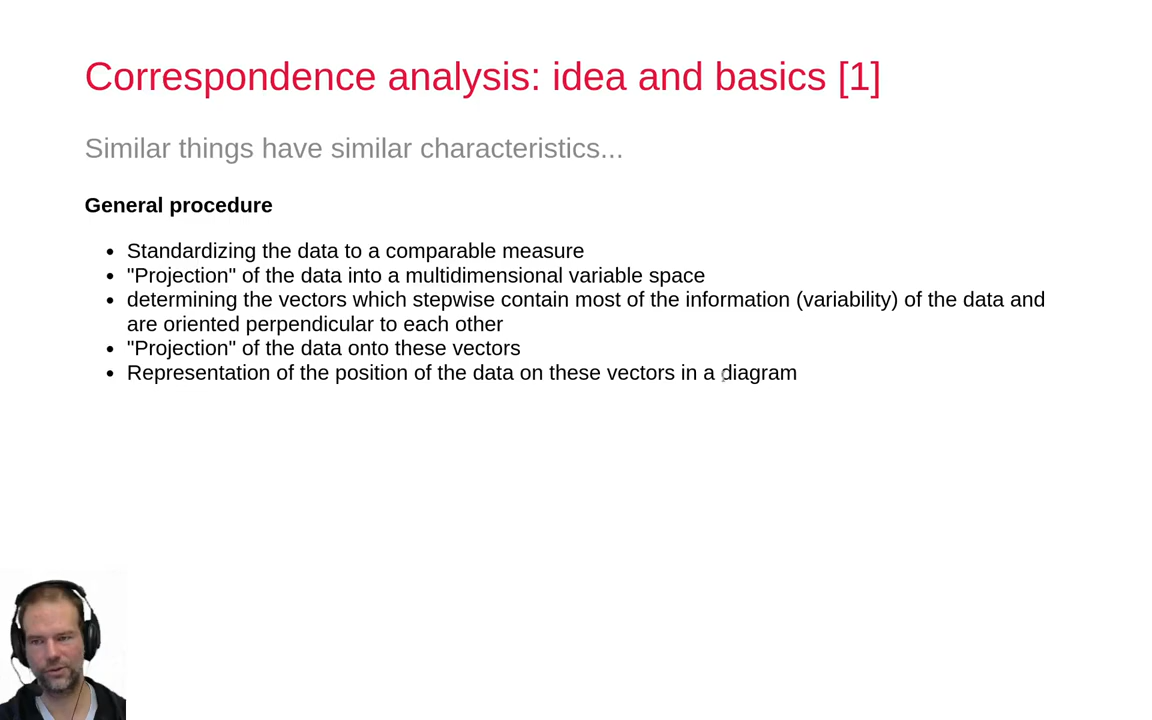 Correspondence analysis: idea and basics [1]
Similar things have similar characteristics...
General procedure
• Standardizing the data to a comparable measure
• "Projection" of the data into a multidimensional variable space
• determining the vectors which stepwise contain most of the information (variability) of the data and
are oriented perpendicular to each other
• "Projection" of the data onto these vectors
• Representation of the position of the data on these vectors in a diagram